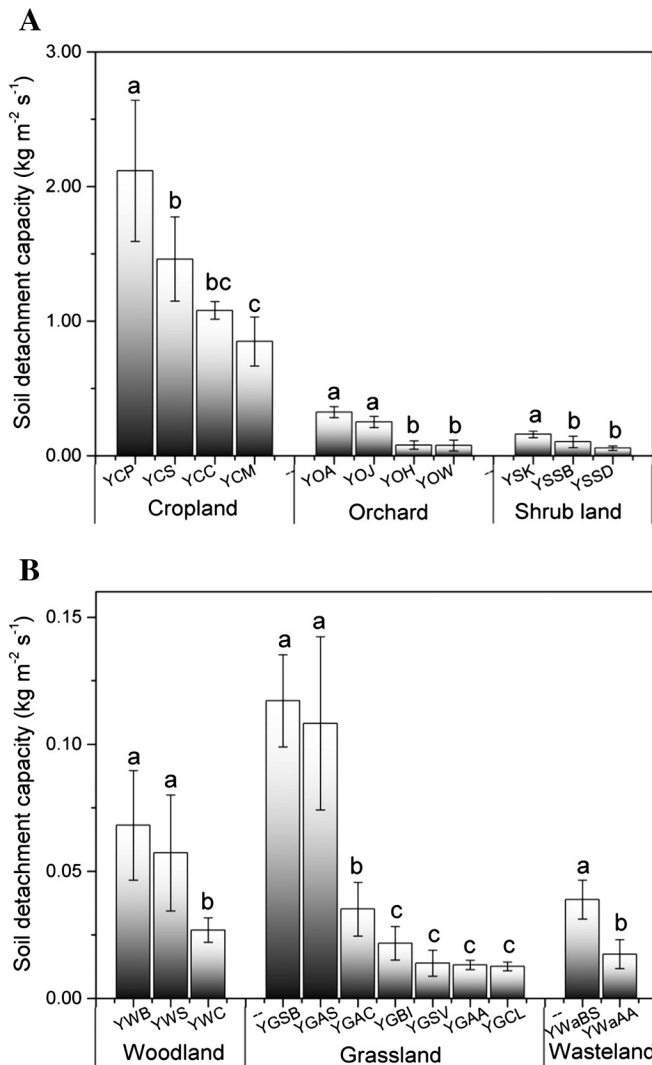 A
Soil detachment capacity (kg m⁻² s⁻¹)
3.00
2.00
1.00
0.00
a
b
bc
c
a
a
b
b
a
b
b
YCP YCS YCC YCM -- YOA YOJ YOH YOW -- YSK YSSB YSSD
Cropland Orchard Shrub land
B
Soil detachment capacity (kg m⁻² s⁻¹)
0.15
0.10
0.05
0.00
a
a
b
a
a
b
c
c
c
c
a
b
YWB YWS YWC -- YGSB YGAS YGAC YGBI YGSV YGAA YGCL -- YWaBS YWaAA
Woodland Grassland Wasteland